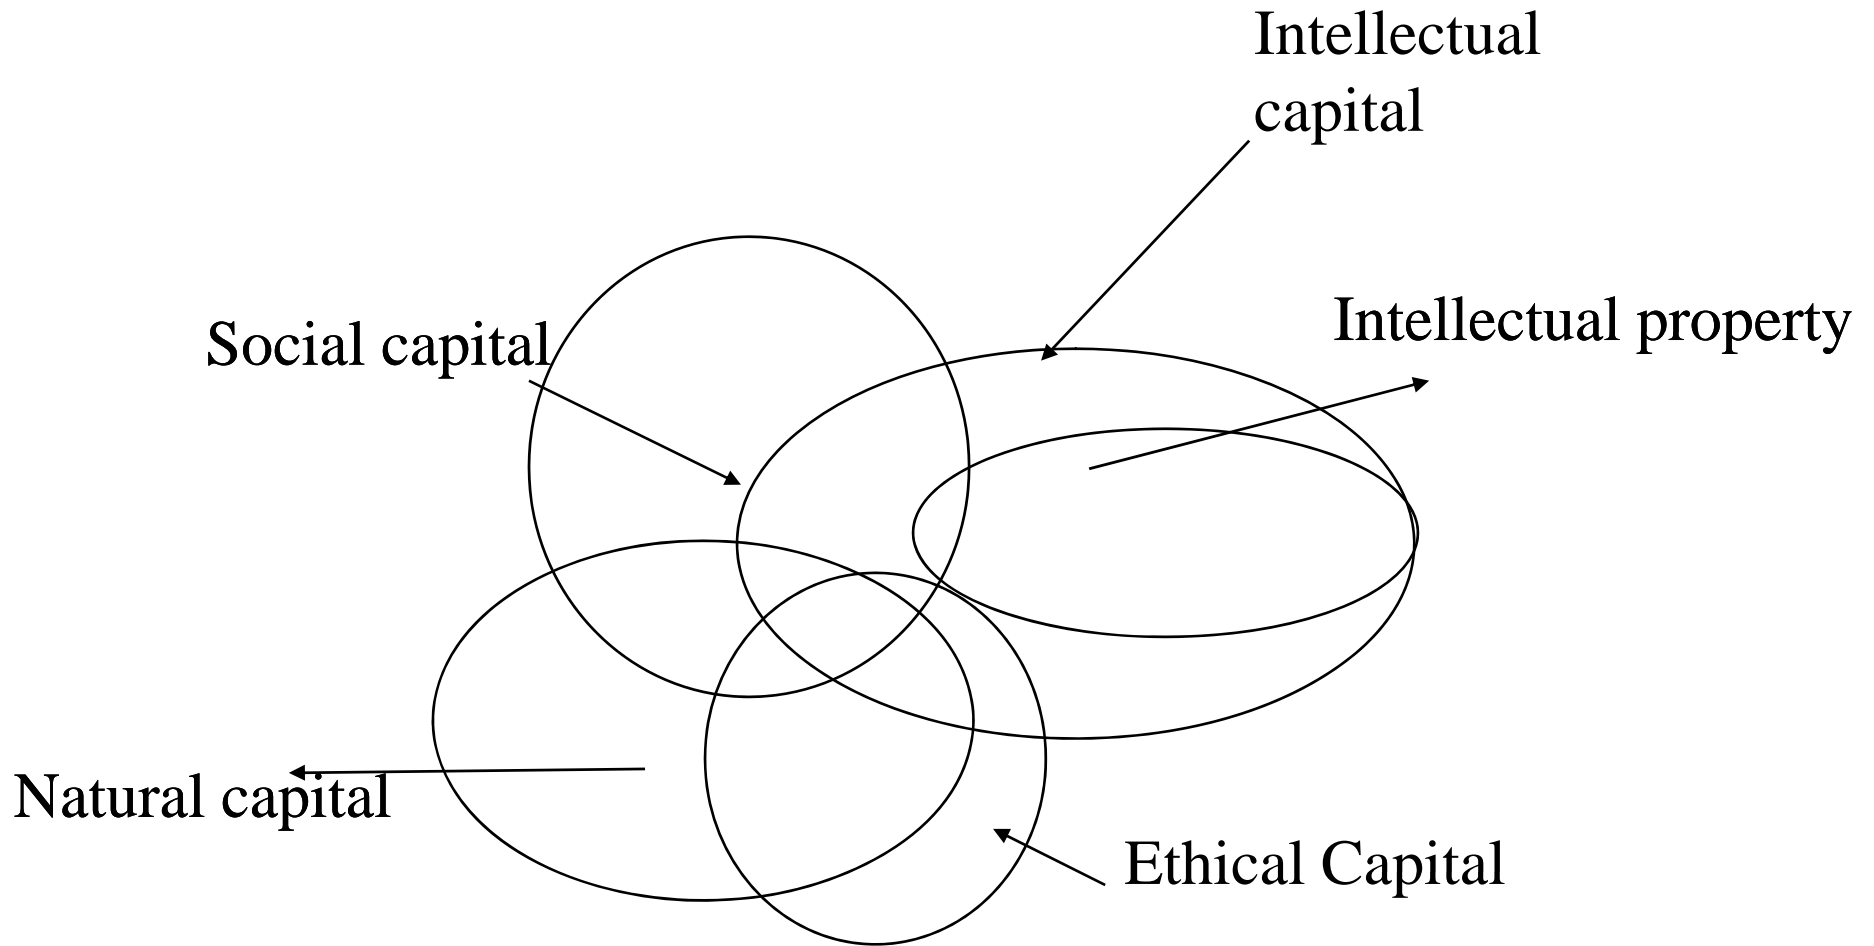 Intellectual
capital
Intellectual property
Social capital
Natural capital
Ethical Capital